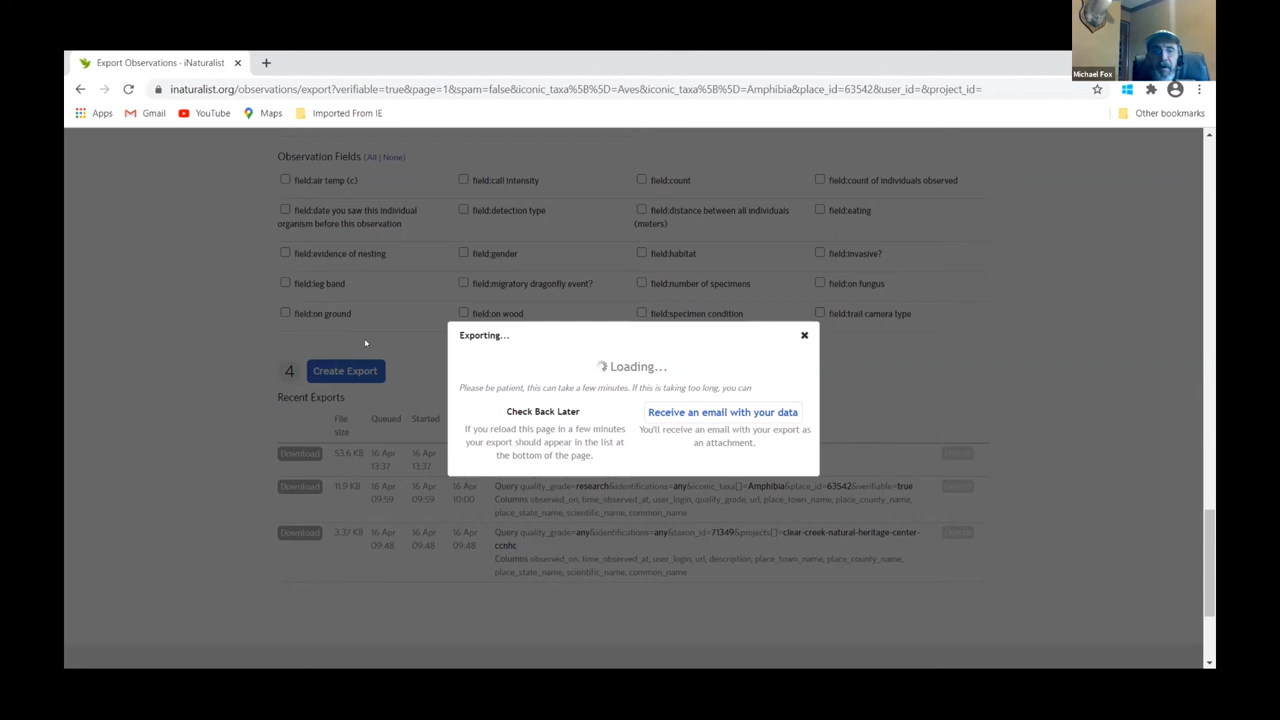 Michael Fox
Export Observations · iNaturalist
inaturalist.org/observations/export?verifiable=true&page=1&spam=false&iconic_taxa%5B%5D=Aves&iconic_taxa%5B%5D=Amphibia&place_id=63542&user_id=&project_id=
Apps Gmail YouTube Maps Imported From IE Other bookmarks
Observation Fields (All | None)
field:air temp (c) field:call intensity field:count field:count of individuals observed
field:date you saw this individual field:detection type field:distance between all individuals field:eating
organism before this observation (meters)
field:evidence of nesting field:gender field:habitat field:invasive?
field:leg band field:migratory dragonfly event? field:number of specimens field:on fungus
field:on ground field:on wood field:specimen condition field:trail camera type
Exporting...
Loading...
Please be patient, this can take a few minutes. If this is taking too long, you can
Check Back Later
If you reload this page in a few minutes
your export should appear in the list at
the bottom of the page.
Receive an email with your data
You'll receive an email with your export as
an attachment.
4 Create Export
Recent Exports
File Queued Started
size
Download 53.6 KB 16 Apr 16 Apr
13:37 13:37
Download 11.9 KB 16 Apr 16 Apr 16 Apr Query quality_grade=research&identifications=any&iconic_taxa[]=Amphibia&place_id=63542&verifiable=true
09:59 09:59 10:00 Columns observed_on, time_observed_at, user_login, quality_grade, url, place_town_name, place_county_name,
place_state_name, scientific_name, common_name
Download 3.37 KB 16 Apr 16 Apr 16 Apr Query quality_grade=any&identifications=any&taxon_id=71349&projects[]=clear-creek-natural-heritage-center-
09:48 09:48 09:48 ccnhc
Columns observed_on, time_observed_at, user_login, url, description, place_town_name, place_county_name,
place_state_name, scientific_name, common_name